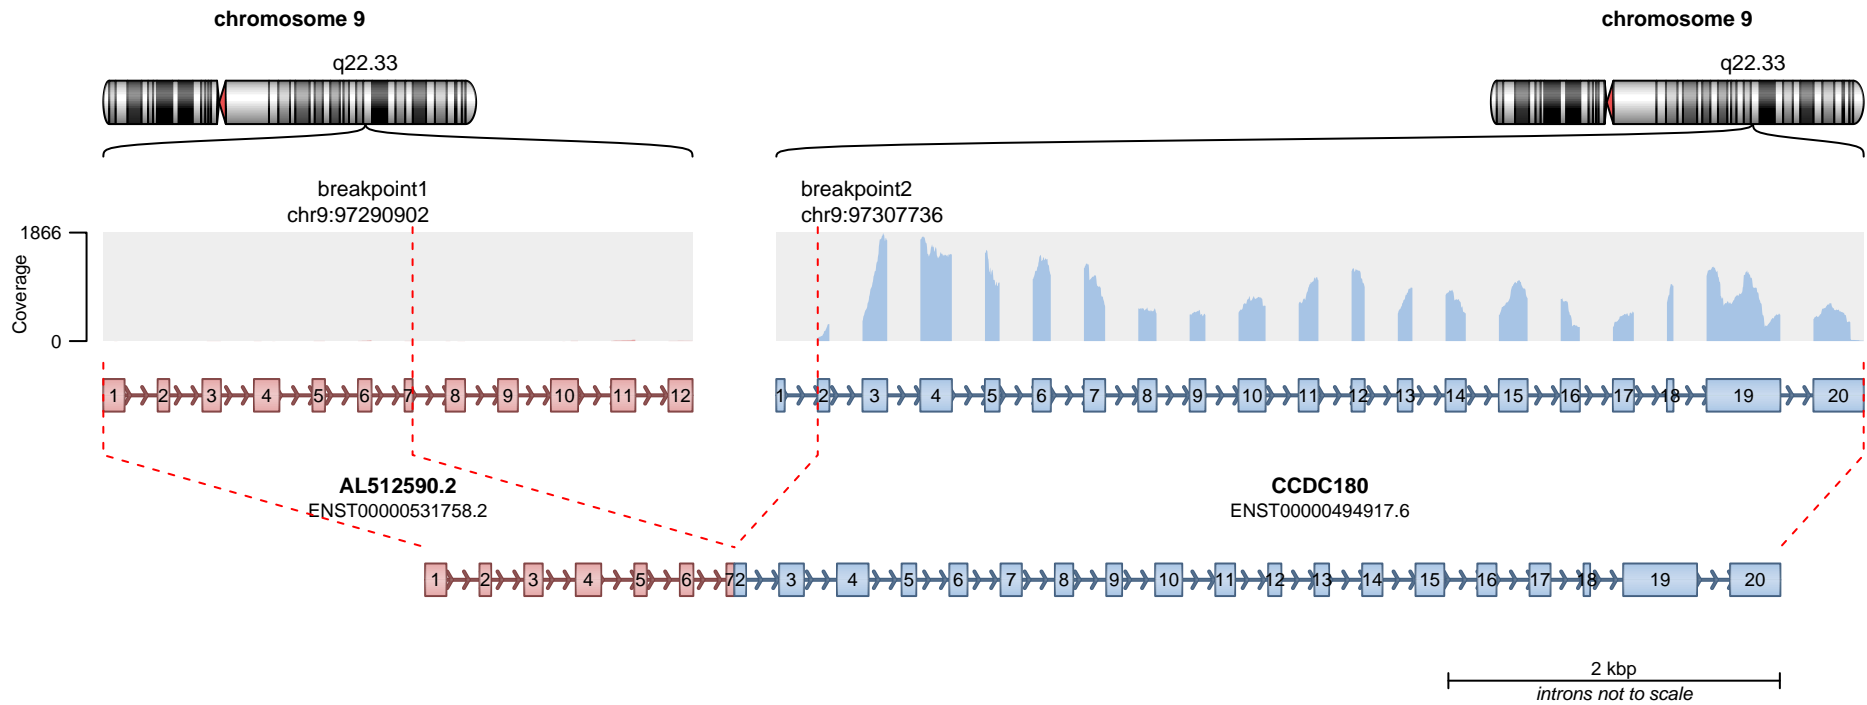 chromosome 9
chromosome 9
q22.33
q22.33
breakpoint1
chr9:97290902
breakpoint2
chr9:97307736
1866
Coverage
0
1 2 3 4 5 6 7 8 9 10 11 12
1 2 3 4 5 6 7 8 9 10 11 12 13 14 15 16 17 18 19 20
AL512590.2
ENST00000531758.2
CCDC180
ENST00000494917.6
1 2 3 4 5 6 7 2 3 4 5 6 7 8 9 10 11 12 13 14 15 16 17 18 19 20
2 kbp
introns not to scale